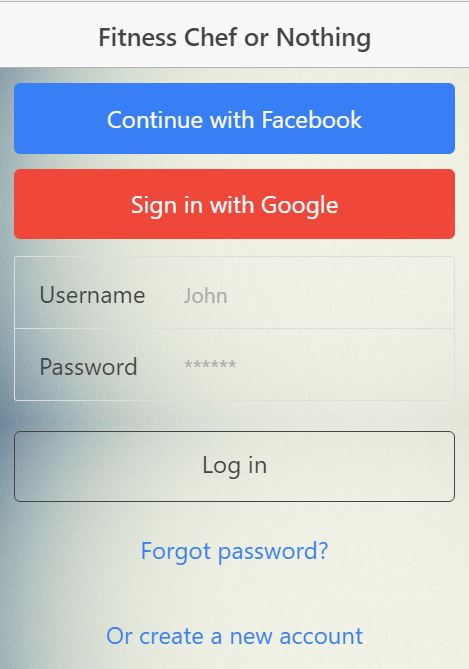 Fitness Chef or Nothing
Continue with Facebook
Sign in with Google
Username John
Password ******
Log in
Forgot password?
Or create a new account